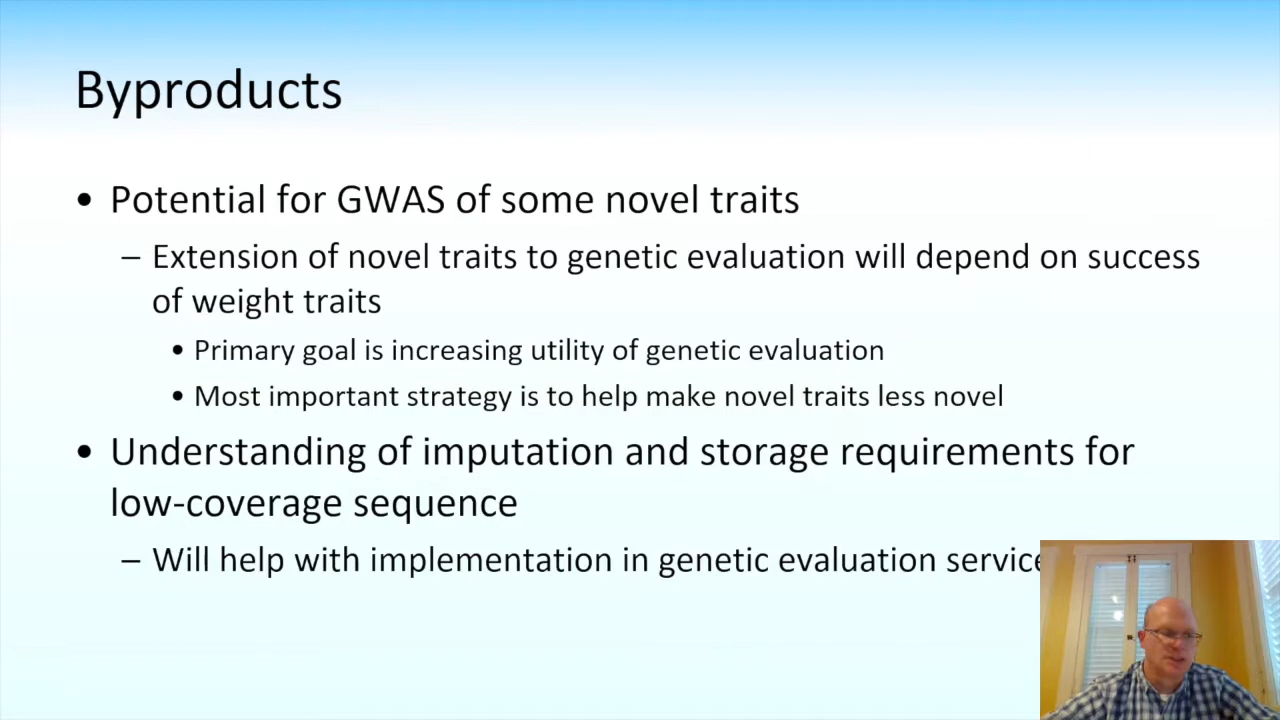 Byproducts
• Potential for GWAS of some novel traits
– Extension of novel traits to genetic evaluation will depend on success
of weight traits
• Primary goal is increasing utility of genetic evaluation
• Most important strategy is to help make novel traits less novel
• Understanding of imputation and storage requirements for
low-coverage sequence
– Will help with implementation in genetic evaluation